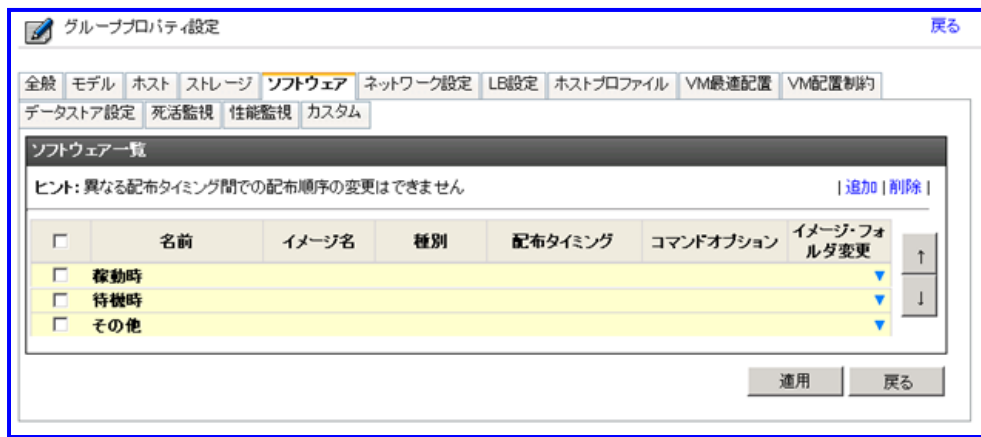 グループプロパティ設定 戻る
全般 モデル ホスト ストレージ ソフトウェア ネットワーク設定 LB設定 ホストプロファイル VM最適配置 VM配置制約
データストア設定 死活監視 性能監視 カスタム
ソフトウェア一覧
ヒント: 異なる配布タイミング間での配布順序の変更はできません | 追加 | 削除 |
名前 イメージ名 種別 配布タイミング コマンドオプション イメージ・フォルダ変更 ↑
稼動時 ▼
待機時 ▼ ↓
その他 ▼
適用 戻る